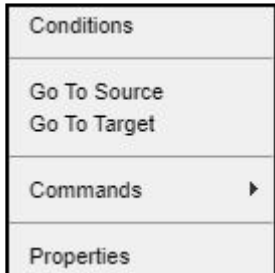 Conditions
Go To Source
Go To Target
Commands
Properties